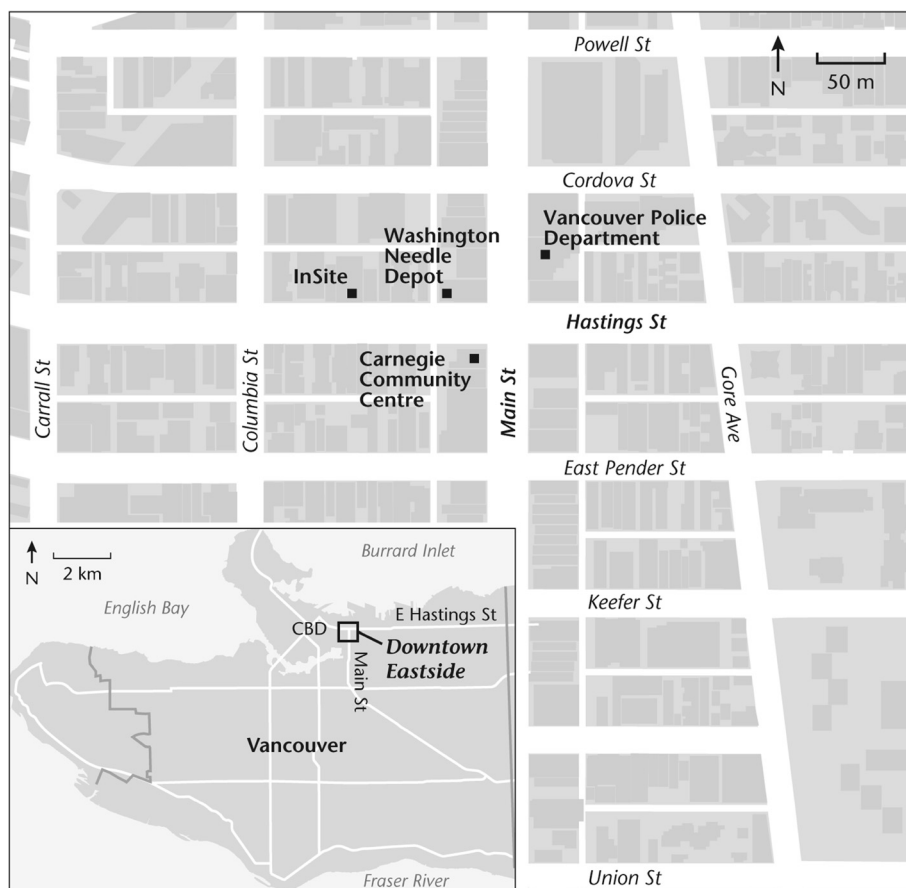 Powell St
N
50 m
Cordova St
Vancouver Police
Department
Washington
Needle
Depot
InSite
Hastings St
Carrall St
Columbia St
Carnegie
Community
Centre
Main St
Gore Ave
East Pender St
N
2 km
Burrard Inlet
English Bay
E Hastings St
CBD
Downtown
Eastside
Main St
Vancouver
Fraser River
Keefer St
Union St